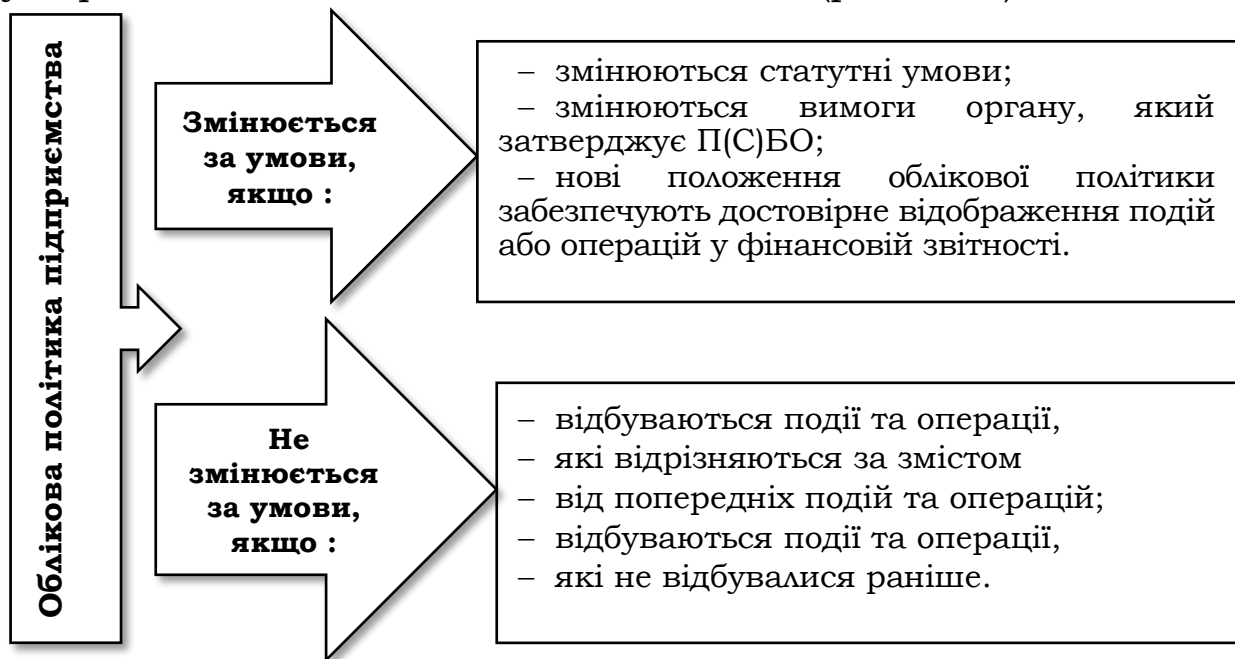 Облікова політика підприємства
Змінюється
за умови,
якщо :
– змінюються статутні умови;
– змінюються вимоги органу, який
затверджує П(С)БО;
– нові положення облікової політики
забезпечують достовірне відображення подій
або операцій у фінансовій звітності.
Не
змінюється
за умови,
якщо :
– відбуваються події та операції,
– які відрізняються за змістом
– від попередніх подій та операцій;
– відбуваються події та операції,
– які не відбувалися раніше.